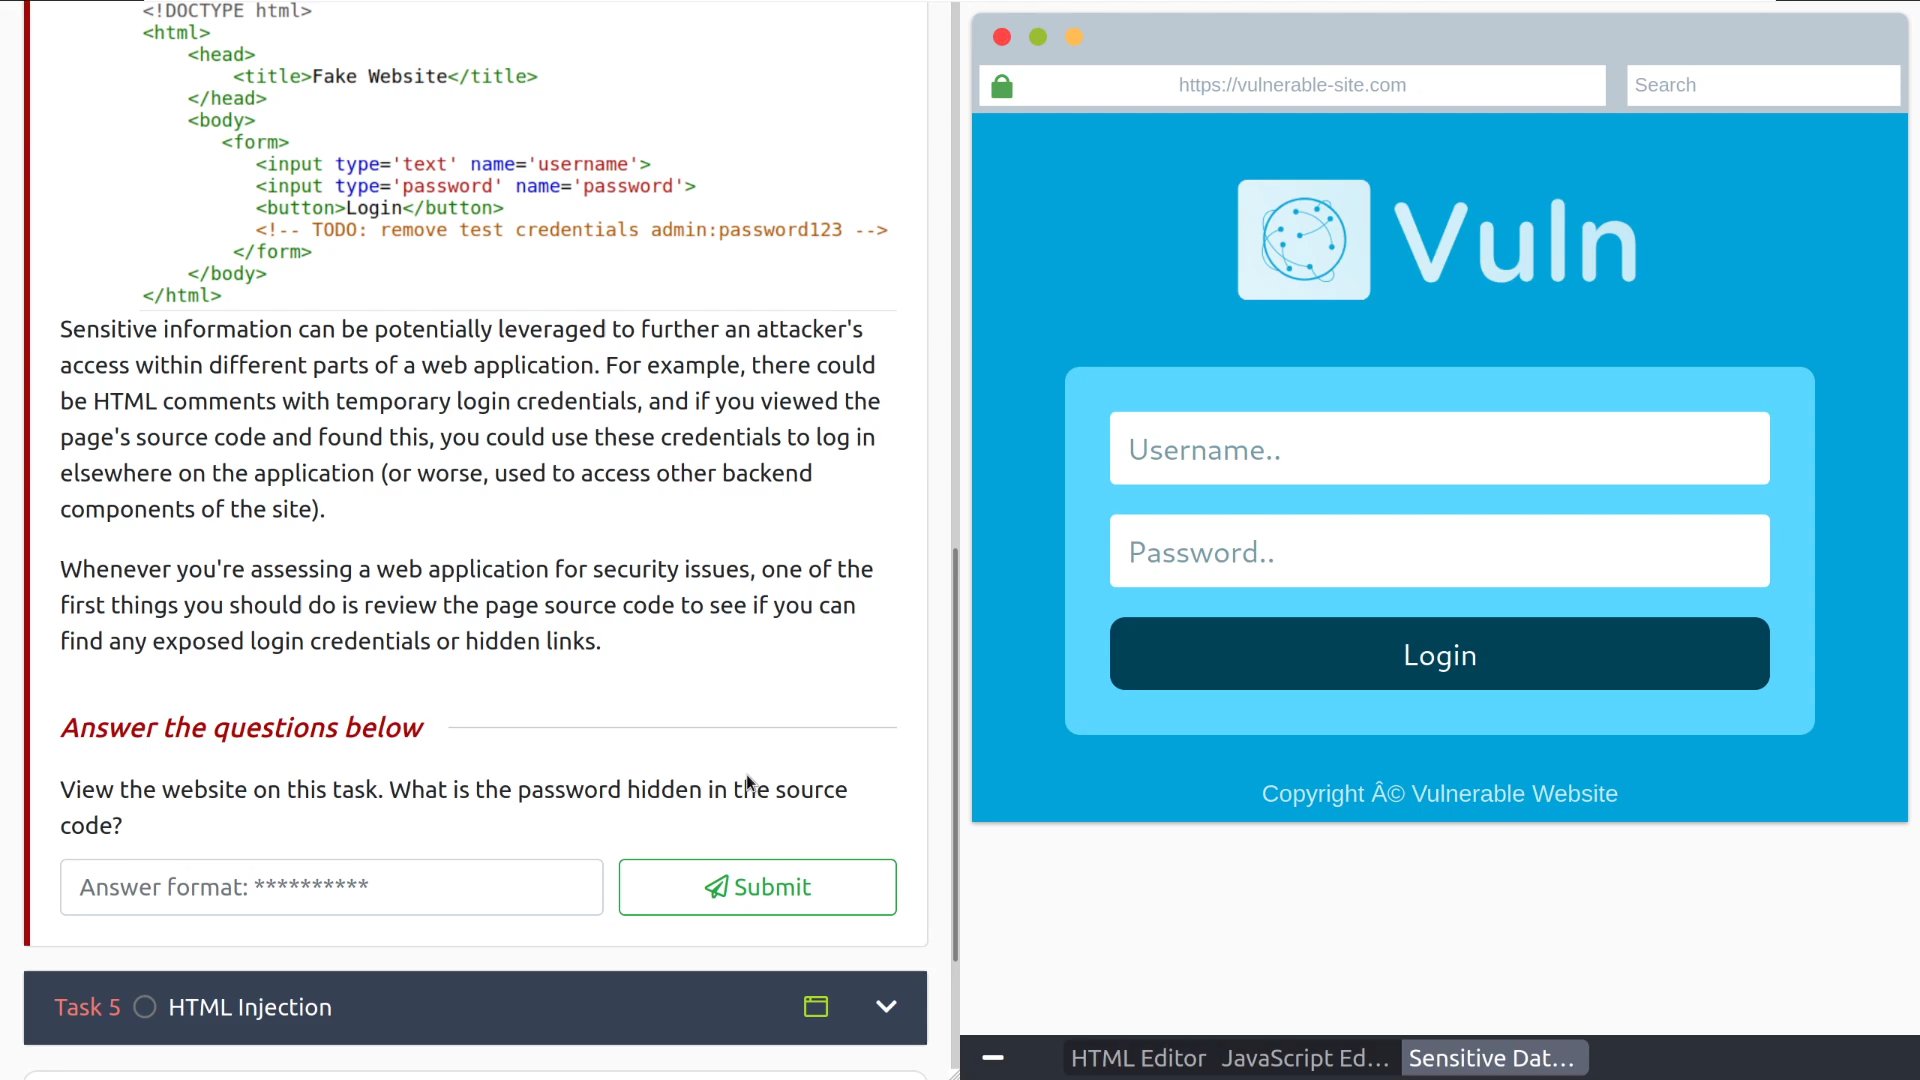 <!DOCTYPE html>
<html>
<head>
<title>Fake Website</title>
</head>
<body>
<form>
<input type='text' name='username'>
<input type='password' name='password'>
<button>Login</button>
<!-- TODO: remove test credentials admin:password123 -->
</form>
</body>
</html>
Sensitive information can be potentially leveraged to further an attacker's
access within different parts of a web application. For example, there could
be HTML comments with temporary login credentials, and if you viewed the
page's source code and found this, you could use these credentials to log in
elsewhere on the application (or worse, used to access other backend
components of the site).
Whenever you're assessing a web application for security issues, one of the
first things you should do is review the page source code to see if you can
find any exposed login credentials or hidden links.
Answer the questions below
View the website on this task. What is the password hidden in the source
code?
Answer format: **********
Submit
Task 5 HTML Injection
https://vulnerable-site.com
Search
Vuln
Username..
Password..
Login
Copyright Â© Vulnerable Website
HTML Editor JavaScript Ed... Sensitive Dat...